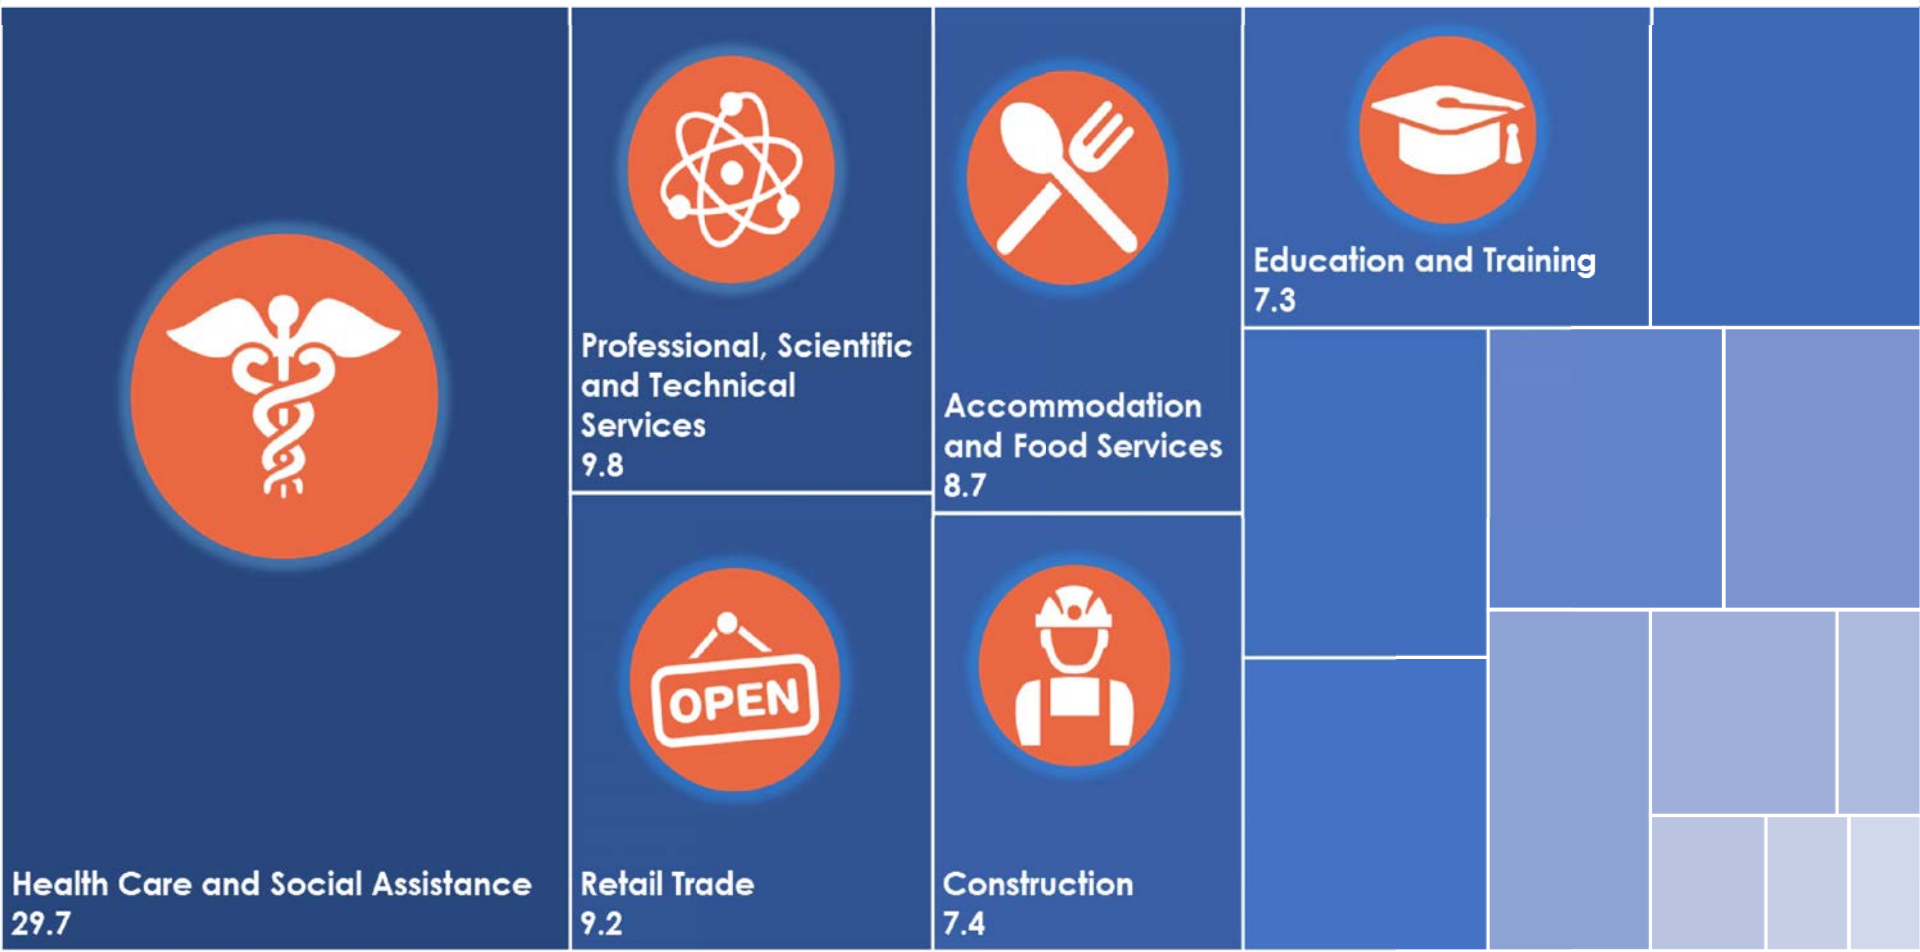 Health Care and Social Assistance
29.7
Professional, Scientific
and Technical
Services
9.8
OPEN
Retail Trade
9.2
Accommodation
and Food Services
8.7
Construction
7.4
Education and Training
7.3